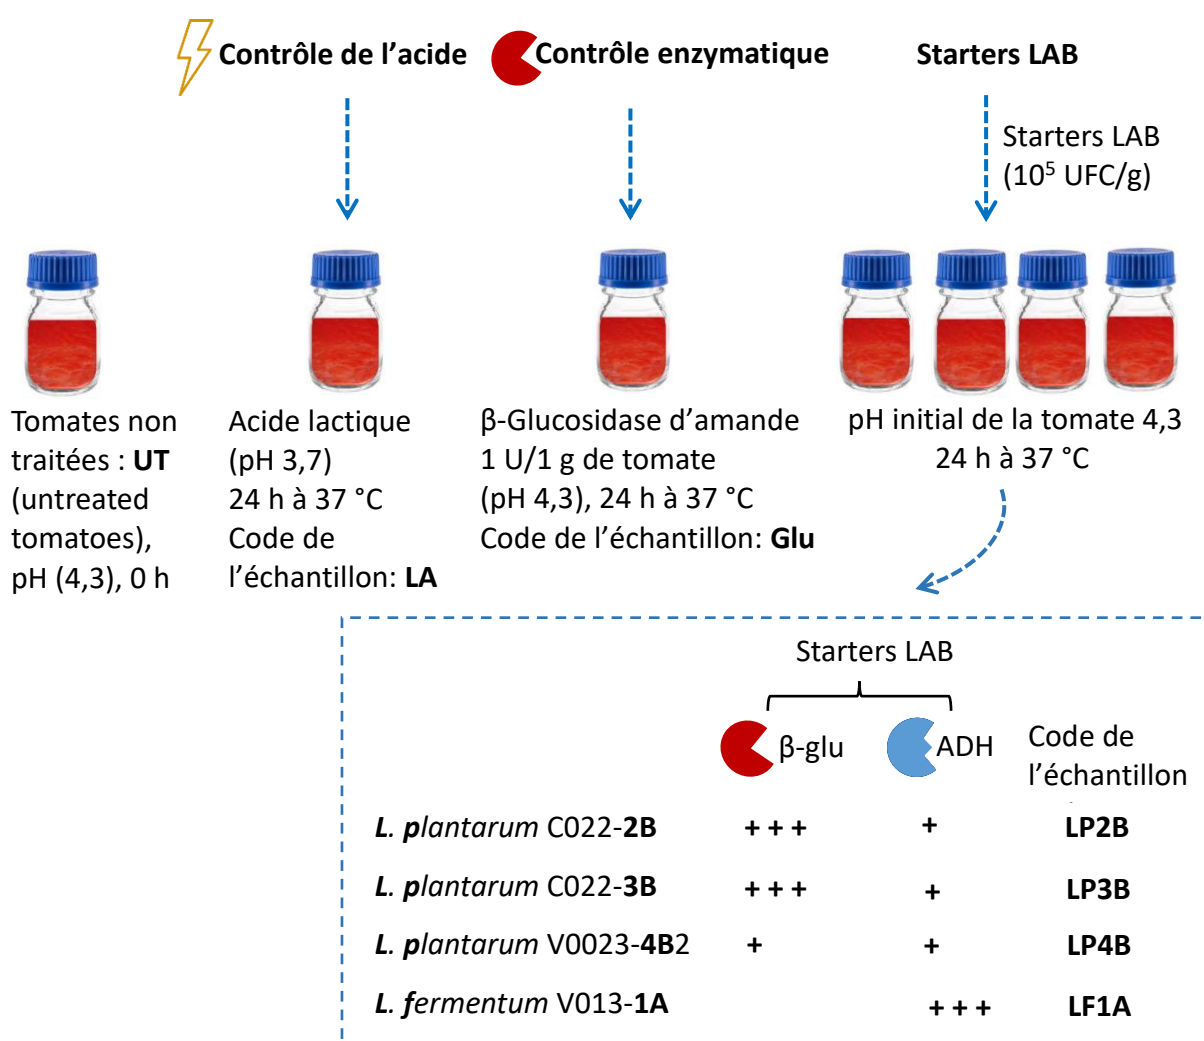 Contrôle de l’acide
Contrôle enzymatique
Starters LAB
Starters LAB
(10⁵ UFC/g)
Tomates non
traitées : UT
(untreated
tomatoes),
pH (4,3), 0 h
Acide lactique
(pH 3,7)
24 h à 37 °C
Code de
l’échantillon: LA
β-Glucosidase d’amande
1 U/1 g de tomate
(pH 4,3), 24 h à 37 °C
Code de l’échantillon: Glu
pH initial de la tomate 4,3
24 h à 37 °C
Starters LAB
β-glu
ADH
Code de
l’échantillon
L. plantarum C022-2B +++ + LP2B
L. plantarum C022-3B +++ + LP3B
L. plantarum V0023-4B2 + + LP4B
L. fermentum V013-1A +++ LF1A